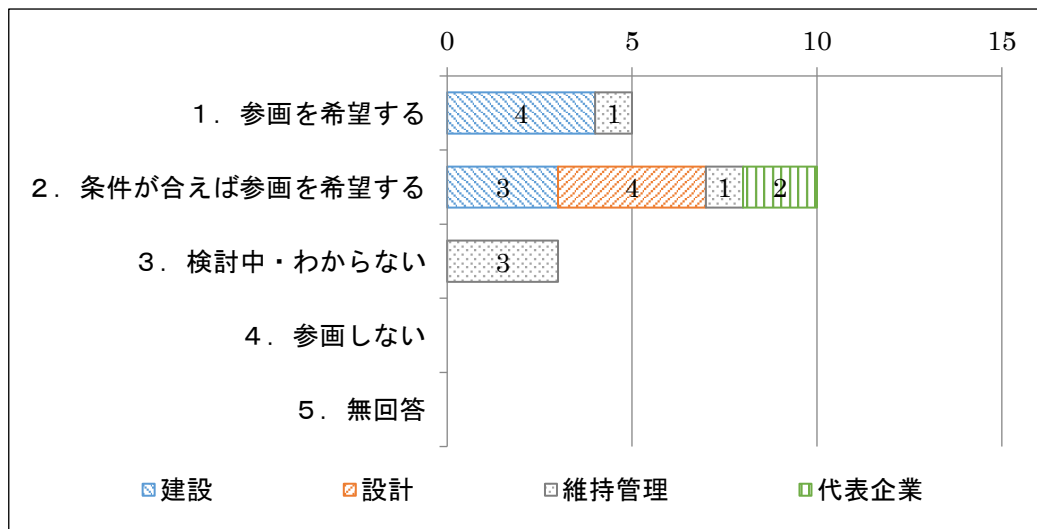 0 5 10 15
１．参画を希望する
4 1
２．条件が合えば参画を希望する
3 4 1 2
３．検討中・わからない
3
４．参画しない
５．無回答
建設 設計 維持管理 代表企業